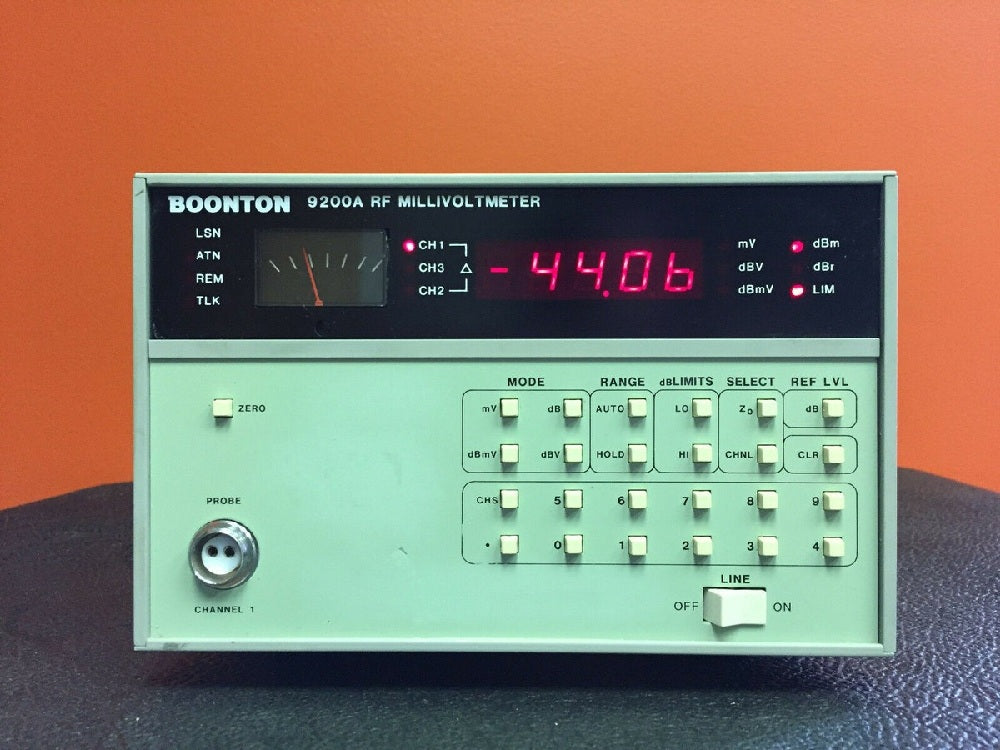 BOONTON 9200A RF MILLIVOLTMETER
LSN
ATN
REM
TLK
CH1
CH3 △
CH2
-44.06
mV dBm
dBV dBr
dBmV LIM
MODE RANGE dBLIMITS SELECT REF LVL
ZERO
mV dB AUTO LO Z₀ dB
dBmV dBV HOLD HI CHNL CLR
CHS 5 6 7 8 9
. 0 1 2 3 4
PROBE
CHANNEL 1
LINE
OFF ON